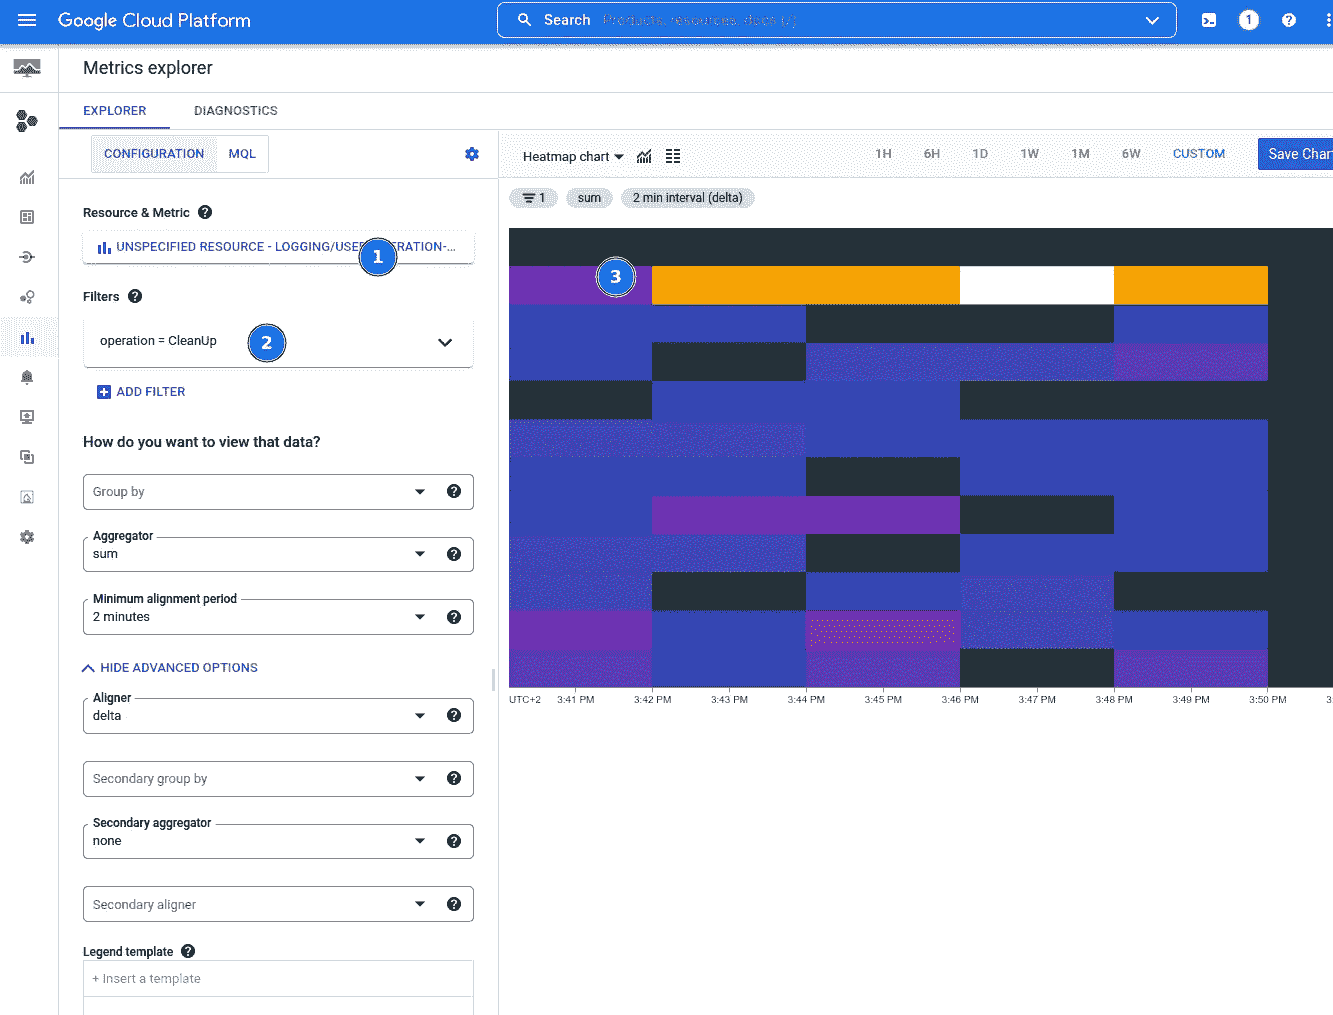 Google Cloud Platform
Search Products, resources, docs (/)
1
Metrics explorer
EXPLORER DIAGNOSTICS
CONFIGURATION MQL
Heatmap chart 1H 6H 1D 1W 1M 6W CUSTOM Save Char
1 sum 2 min interval (delta)
Resource & Metric
UNSPECIFIED RESOURCE - LOGGING/USER
1
Filters
operation = CleanUp
2
ADD FILTER
How do you want to view that data?
Group by
Aggregator
sum
Minimum alignment period
2 minutes
HIDE ADVANCED OPTIONS
Aligner
delta
Secondary group by
Secondary aggregator
none
Secondary aligner
Legend template
+ Insert a template
3
UTC+2 3:41 PM 3:42 PM 3:43 PM 3:44 PM 3:45 PM 3:46 PM 3:47 PM 3:48 PM 3:49 PM 3:50 PM